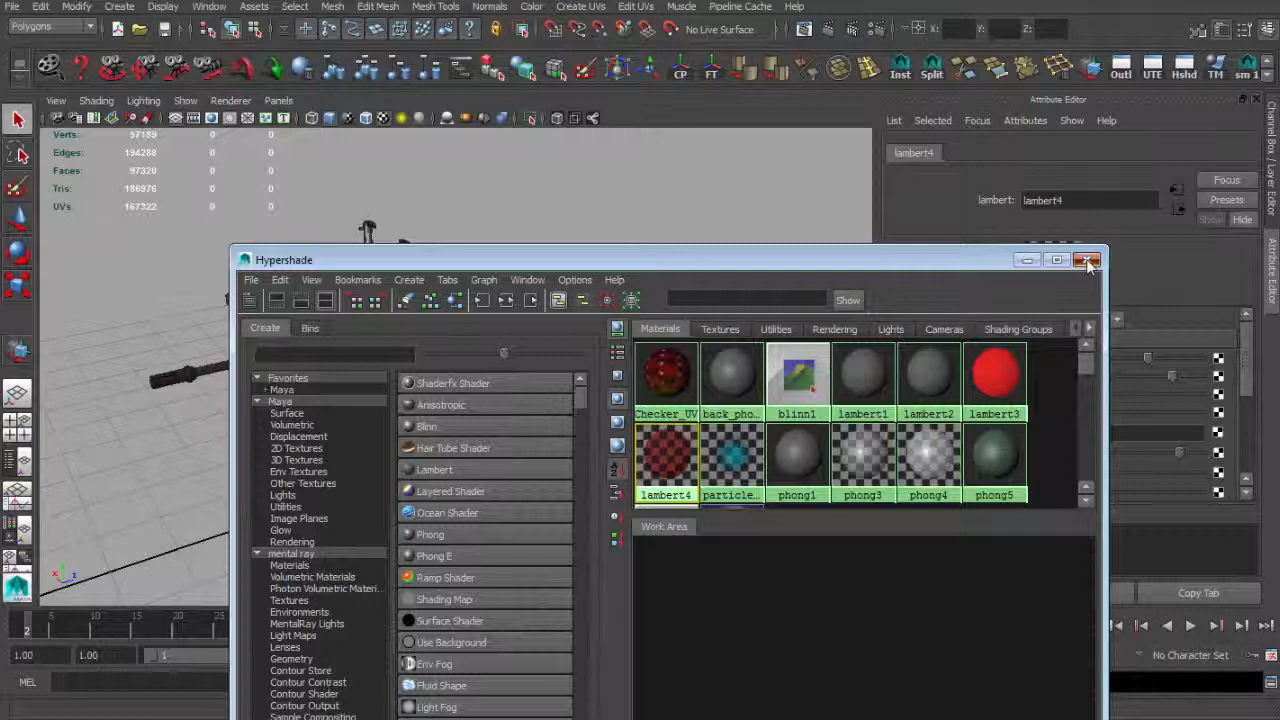 File Edit Modify Create Display Window Assets Select Mesh Edit Mesh Mesh Tools Normals Color Create UVs Edit UVs Muscle Pipeline Cache Help
Polygons No Live Surface X: Y: Z:
CP FT Inst Split Outl UTE Hshd TM sm 1
View Shading Lighting Show Renderer Panels
Attribute Editor
List Selected Focus Attributes Show Help
Verts: 97189 0 0
Edges: 194288 0 0
Faces: 97320 0 0
Tris: 186976 0 0
UVs: 167322 0 0
lambert4
lambert: lambert4
Focus
Presets
Show Hide
Channel Box / Layer Editor
Attribute Editor
Hypershade
File Edit View Bookmarks Create Tabs Graph Window Options Help
Show
Create Bins
Materials Textures Utilities Rendering Lights Cameras Shading Groups
Favorites
+ Maya
Maya
Surface
Volumetric
Displacement
2D Textures
3D Textures
Env Textures
Other Textures
Lights
Utilities
Image Planes
Glow
Rendering
mental ray
Materials
Volumetric Materials
Photon Volumetric Materi...
Textures
Environments
MentalRay Lights
Light Maps
Lenses
Geometry
Contour Store
Contour Contrast
Contour Shader
Contour Output
Sample Compositing
Shaderfx Shader
Anisotropic
Blinn
Hair Tube Shader
Lambert
Layered Shader
Ocean Shader
Phong
Phong E
Ramp Shader
Shading Map
Surface Shader
Use Background
Env Fog
Fluid Shape
Light Fog
Checker_UV back_pho... blinn1 lambert1 lambert2 lambert3
lambert4 particle... phong1 phong3 phong4 phong5
Work Area
Copy Tab
x z
5 10 15 20 25 30
2
1.00 1.00 1
No Character Set
MEL